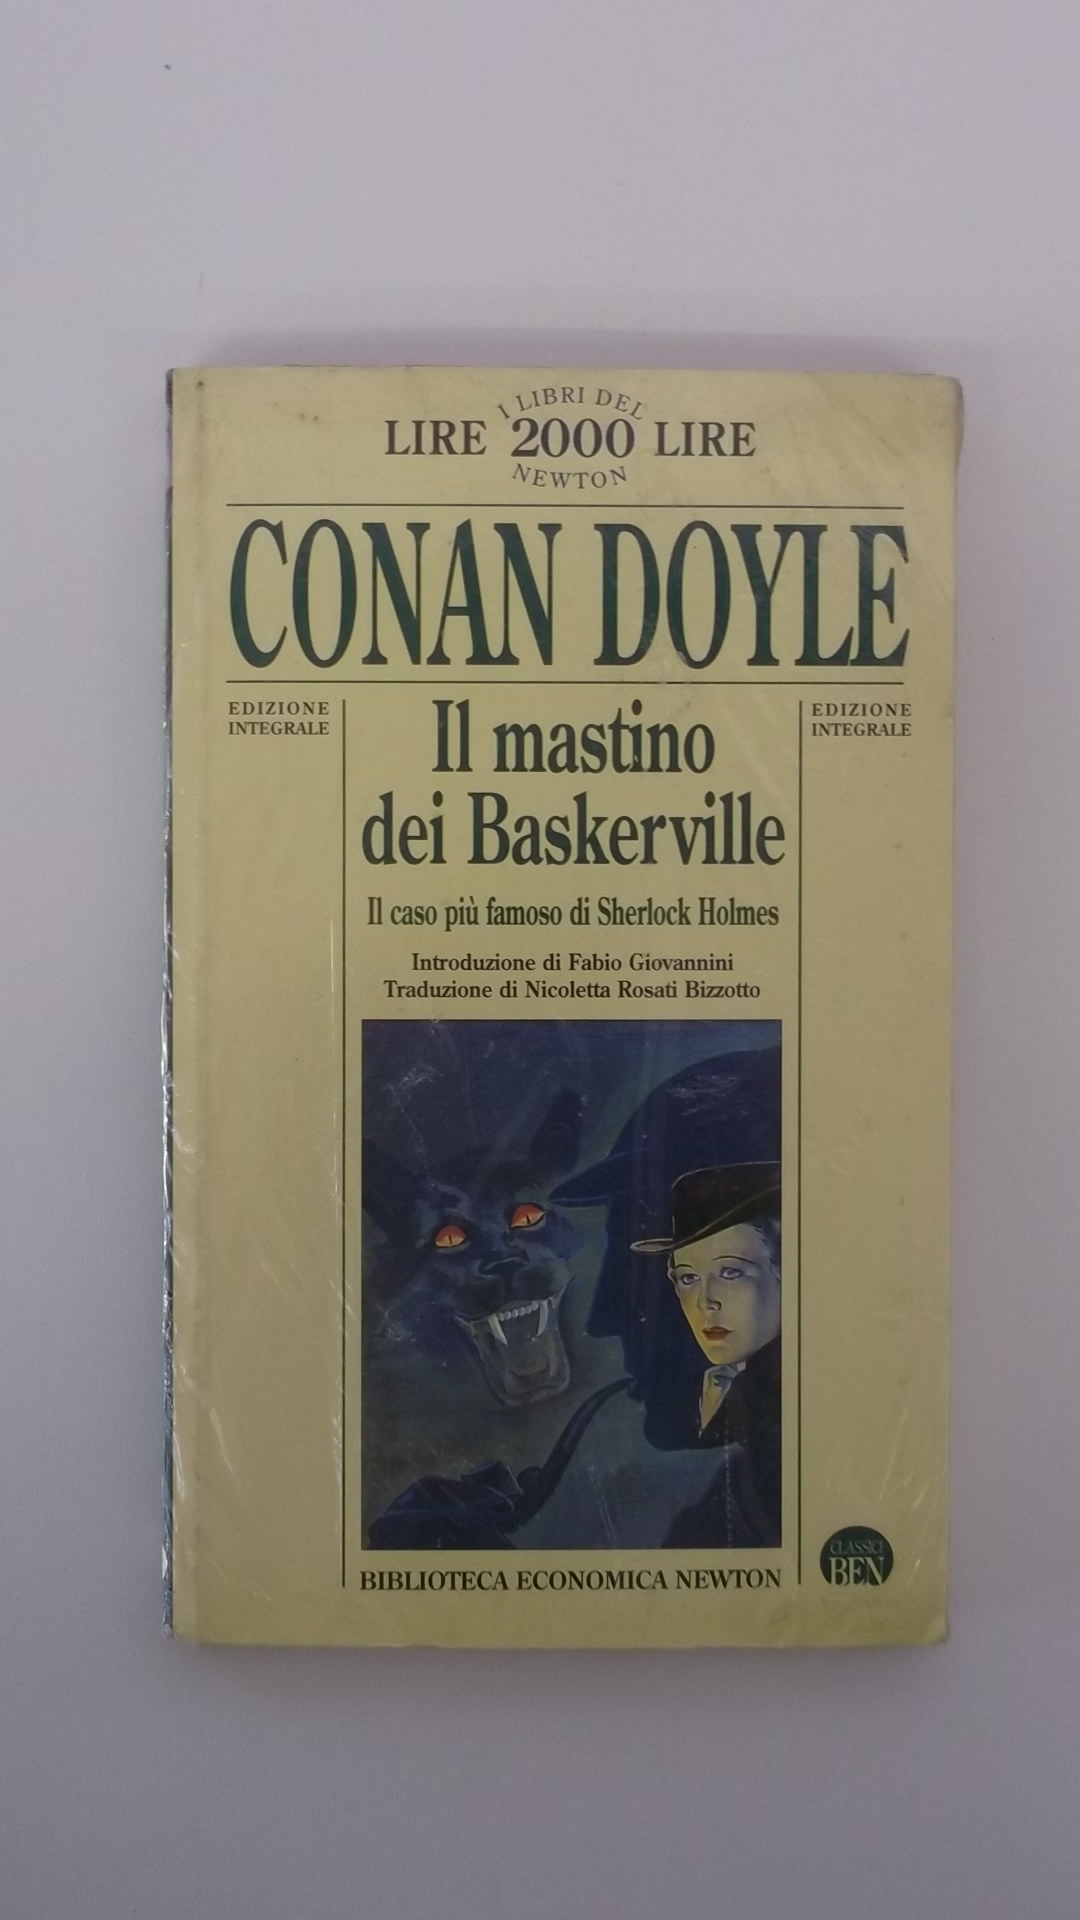 I LIBRI DEL
LIRE 2000 LIRE
NEWTON
CONAN DOYLE
EDIZIONE
INTEGRALE
Il mastino
dei Baskerville
EDIZIONE
INTEGRALE
Il caso più famoso di Sherlock Holmes
Introduzione di Fabio Giovannini
Traduzione di Nicoletta Rosati Bizzotto
CLASSICI
BEN
BIBLIOTECA ECONOMICA NEWTON